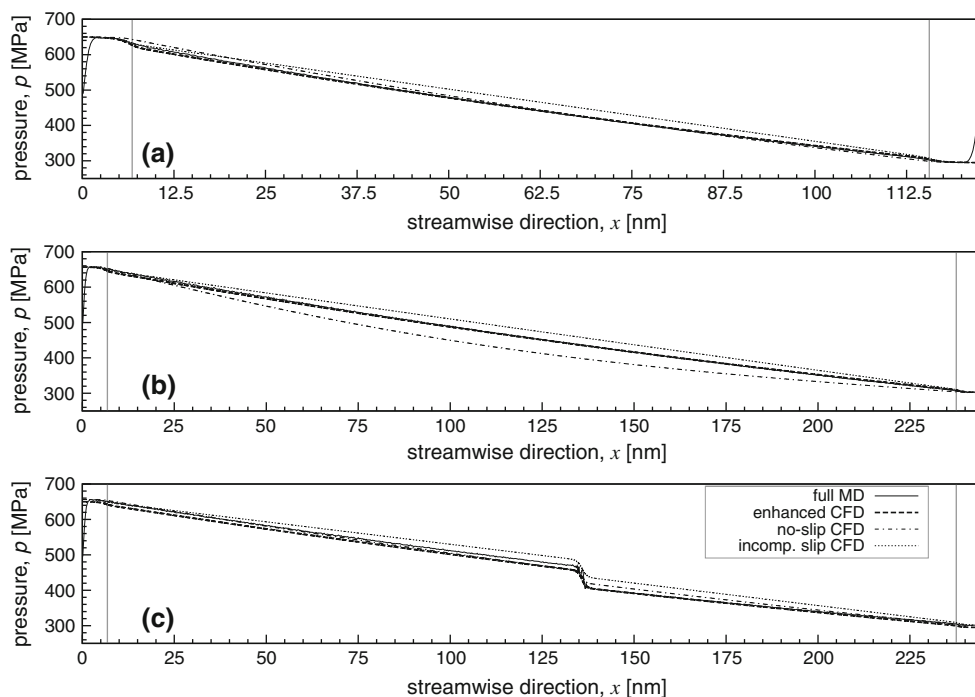 700
600
500
400
300
pressure, p [MPa]
(a)
0 12.5 25 37.5 50 62.5 75 87.5 100 112.5
streamwise direction, x [nm]
700
600
500
400
300
pressure, p [MPa]
(b)
0 25 50 75 100 125 150 175 200 225
streamwise direction, x [nm]
700
600
500
400
300
pressure, p [MPa]
full MD
enhanced CFD
no-slip CFD
incomp. slip CFD
(c)
0 25 50 75 100 125 150 175 200 225
streamwise direction, x [nm]